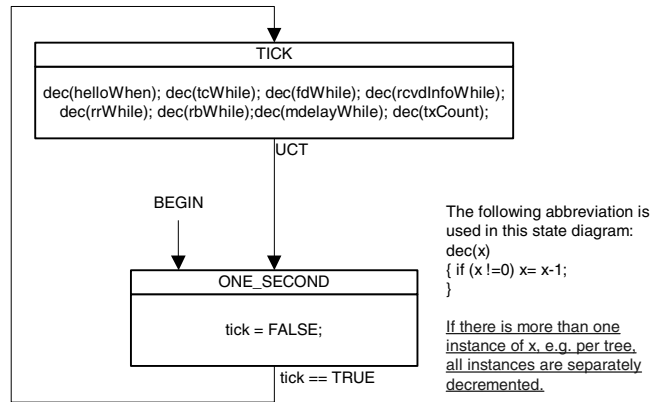 TICK
dec(helloWhen); dec(tcWhile); dec(fdWhile); dec(rcvdInfoWhile);
dec(rrWhile); dec(rbWhile);dec(mdelayWhile); dec(txCount);
UCT
BEGIN
ONE_SECOND
tick = FALSE;
tick == TRUE
The following abbreviation is
used in this state diagram:
dec(x)
{ if (x !=0) x= x-1;
}
If there is more than one
instance of x, e.g. per tree,
all instances are separately
decremented.